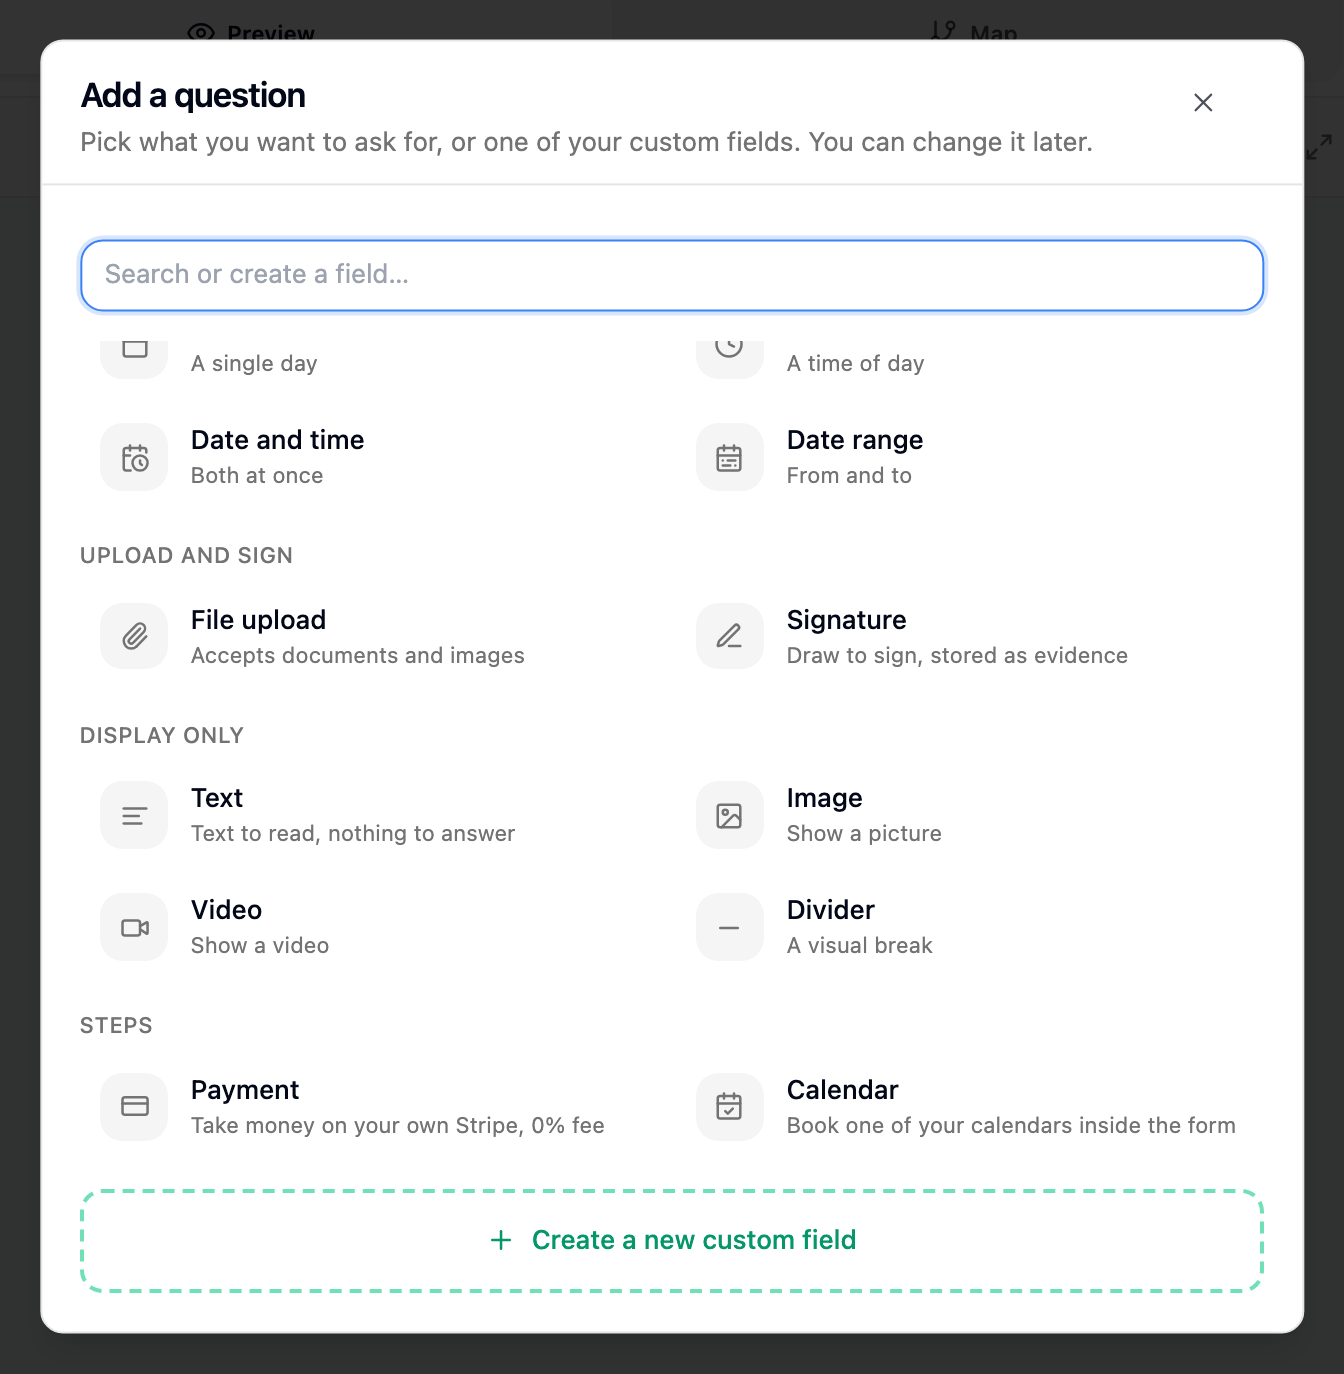 Preview
Map
Add a question
Pick what you want to ask for, or one of your custom fields. You can change it later.
Search or create a field...
A single day
A time of day
Date and time
Both at once
Date range
From and to
UPLOAD AND SIGN
File upload
Accepts documents and images
Signature
Draw to sign, stored as evidence
DISPLAY ONLY
Text
Text to read, nothing to answer
Image
Show a picture
Video
Show a video
Divider
A visual break
STEPS
Payment
Take money on your own Stripe, 0% fee
Calendar
Book one of your calendars inside the form
Create a new custom field